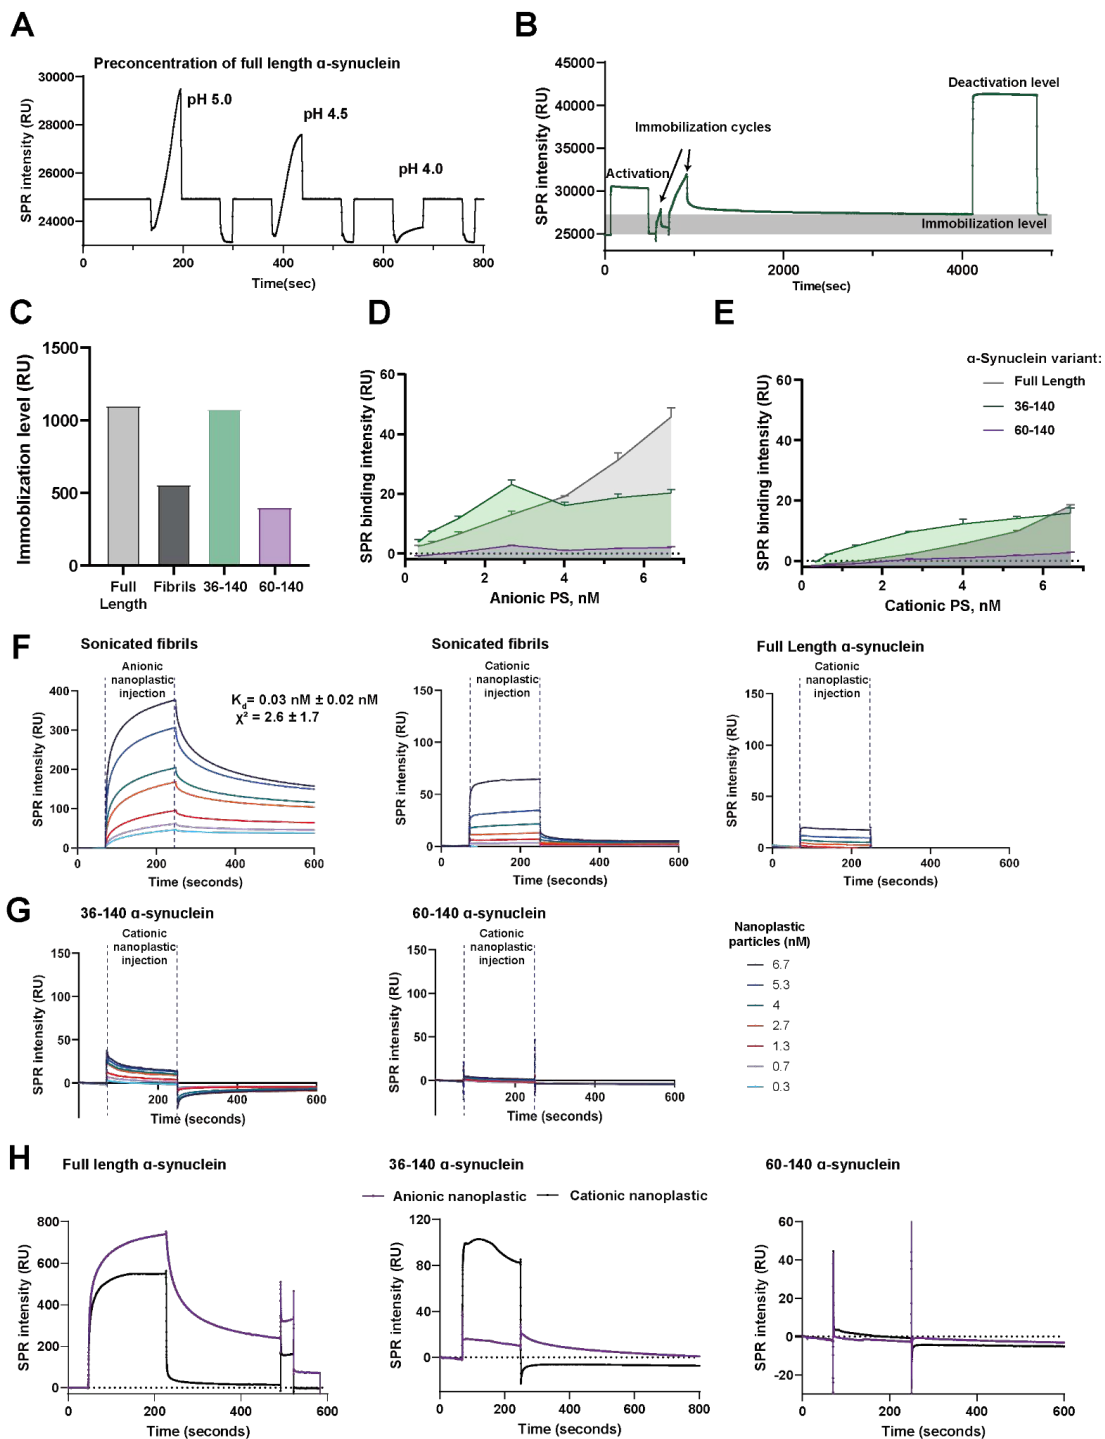 A
Preconcentration of full length α-synuclein
SPR intensity (RU)
30000
28000
26000
24000
pH 5.0
pH 4.5
pH 4.0
0
200
400
600
800
Time(sec)
B
SPR intensity (RU)
45000
40000
35000
30000
25000
Activation
Immobilization cycles
Deactivation level
Immobilization level
0
2000
4000
Time(sec)
C
Immoblization level (RU)
1500
1000
500
0
Full
Length
Fibrils
36-140
60-140
D
SPR binding intensity (RU)
60
40
20
0
0
2
4
6
Anionic PS, nM
E
SPR binding intensity (RU)
60
40
20
0
0
2
4
6
Cationic PS, nM
α-Synuclein variant:
Full Length
36-140
60-140
F
Sonicated fibrils
Anionic
nanoplastic
injection
Kd= 0.03 nM ± 0.02 nM
χ² = 2.6 ± 1.7
SPR intensity (RU)
400
300
200
100
0
0
200
400
600
Time (seconds)
Sonicated fibrils
Cationic
nanoplastic
injection
SPR intensity (RU)
150
100
50
0
0
200
400
600
Time (seconds)
Full Length α-synuclein
Cationic
nanoplastic
injection
SPR intensity (RU)
150
100
50
0
0
200
400
600
Time (seconds)
G
36-140 α-synuclein
Cationic
nanoplastic
injection
SPR intensity (RU)
150
100
50
0
200
400
600
Time (seconds)
60-140 α-synuclein
Cationic
nanoplastic
injection
SPR intensity (RU)
150
100
50
0
200
400
600
Time (seconds)
Nanoplastic
particles (nM)
6.7
5.3
4
2.7
1.3
0.7
0.3
H
Full length α-synuclein
36-140 α-synuclein
60-140 α-synuclein
Anionic nanoplastic
Cationic nanoplastic
SPR intensity (RU)
800
600
400
200
0
0
200
400
600
Time (seconds)
SPR intensity (RU)
120
80
40
0
0
200
400
600
800
Time (seconds)
SPR intensity (RU)
60
40
20
0
-20
0
200
400
600
Time (seconds)